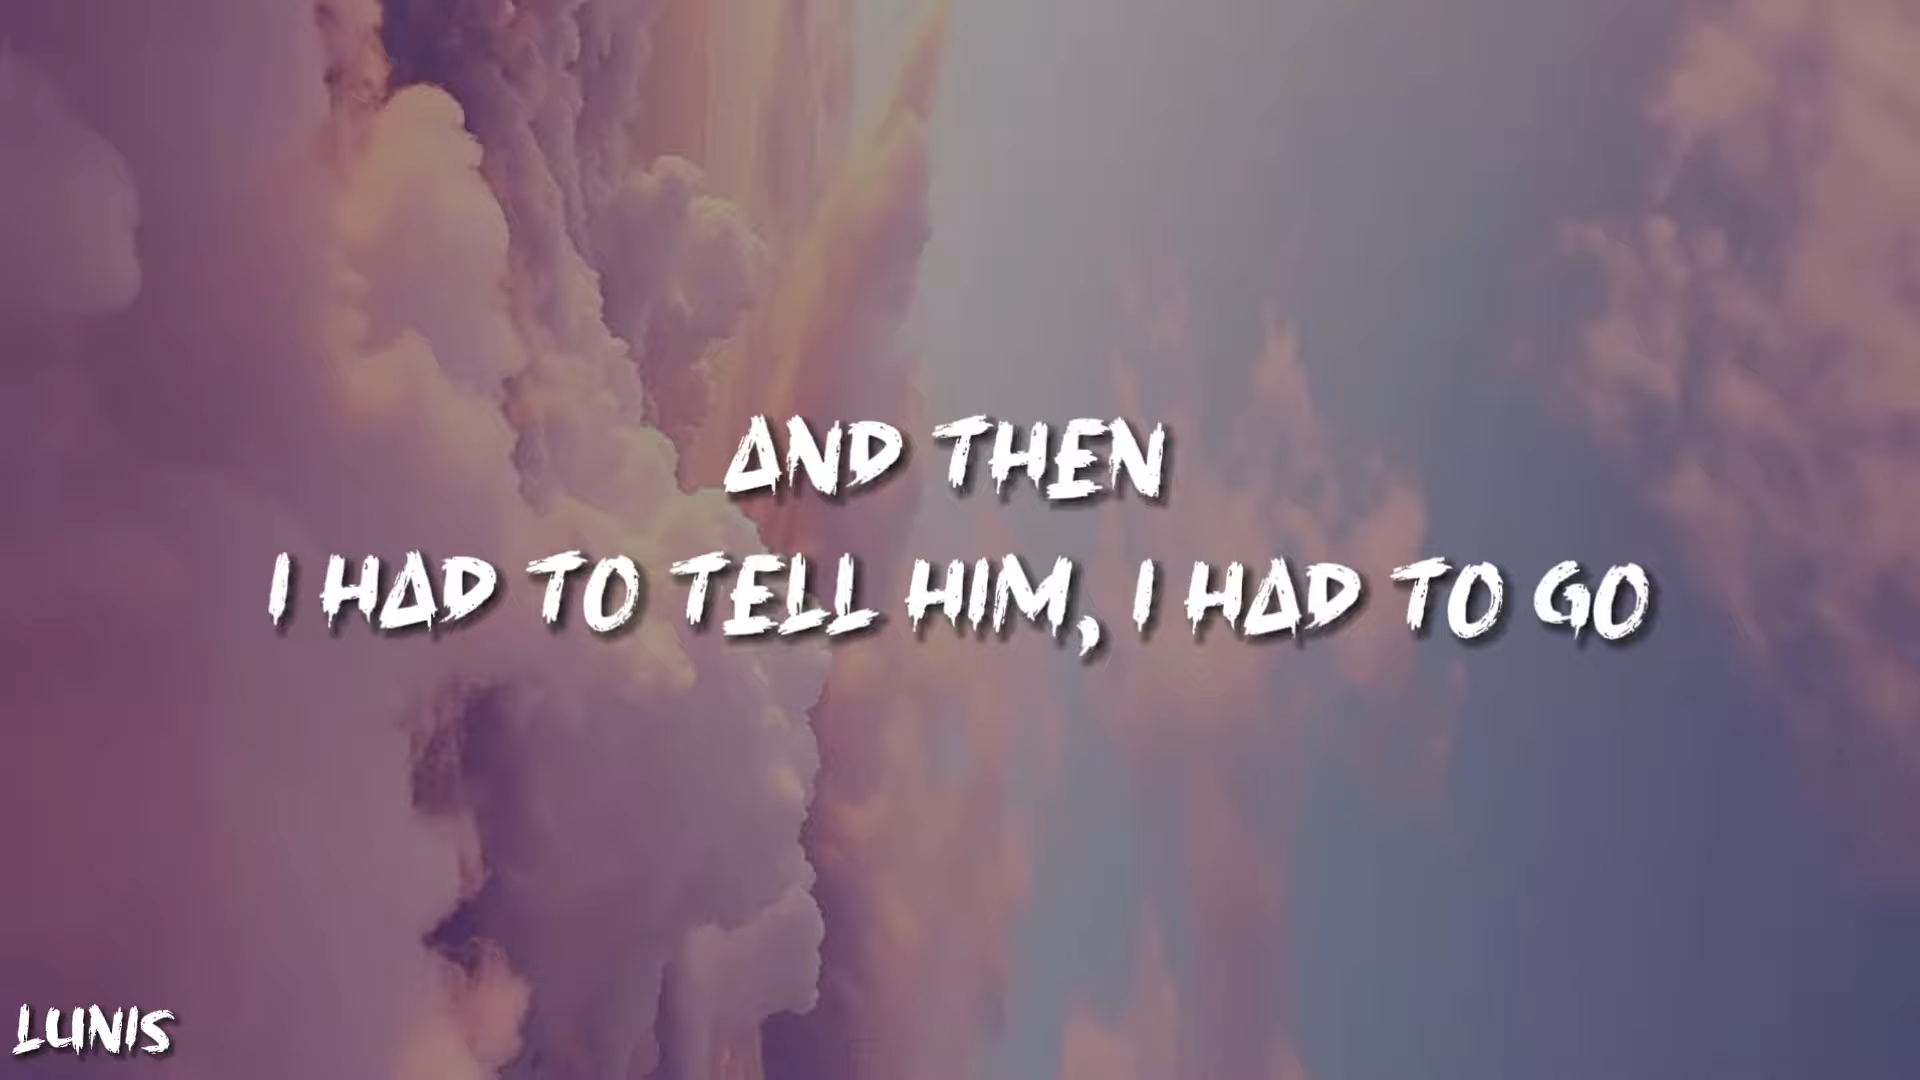 AND THEN
I HAD TO TELL HIM, I HAD TO GO
LUNIS